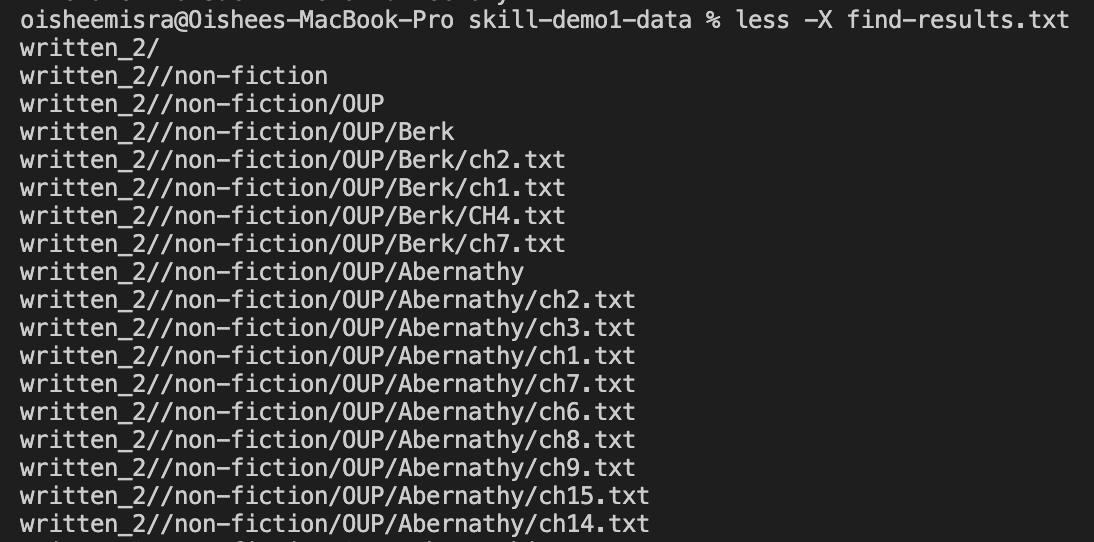 oisheemisra@Oishees-MacBook-Pro skill-demo1-data % less -X find-results.txt
written_2/
written_2//non-fiction
written_2//non-fiction/OUP
written_2//non-fiction/OUP/Berk
written_2//non-fiction/OUP/Berk/ch2.txt
written_2//non-fiction/OUP/Berk/ch1.txt
written_2//non-fiction/OUP/Berk/CH4.txt
written_2//non-fiction/OUP/Berk/ch7.txt
written_2//non-fiction/OUP/Abernathy
written_2//non-fiction/OUP/Abernathy/ch2.txt
written_2//non-fiction/OUP/Abernathy/ch3.txt
written_2//non-fiction/OUP/Abernathy/ch1.txt
written_2//non-fiction/OUP/Abernathy/ch7.txt
written_2//non-fiction/OUP/Abernathy/ch6.txt
written_2//non-fiction/OUP/Abernathy/ch8.txt
written_2//non-fiction/OUP/Abernathy/ch9.txt
written_2//non-fiction/OUP/Abernathy/ch15.txt
written_2//non-fiction/OUP/Abernathy/ch14.txt